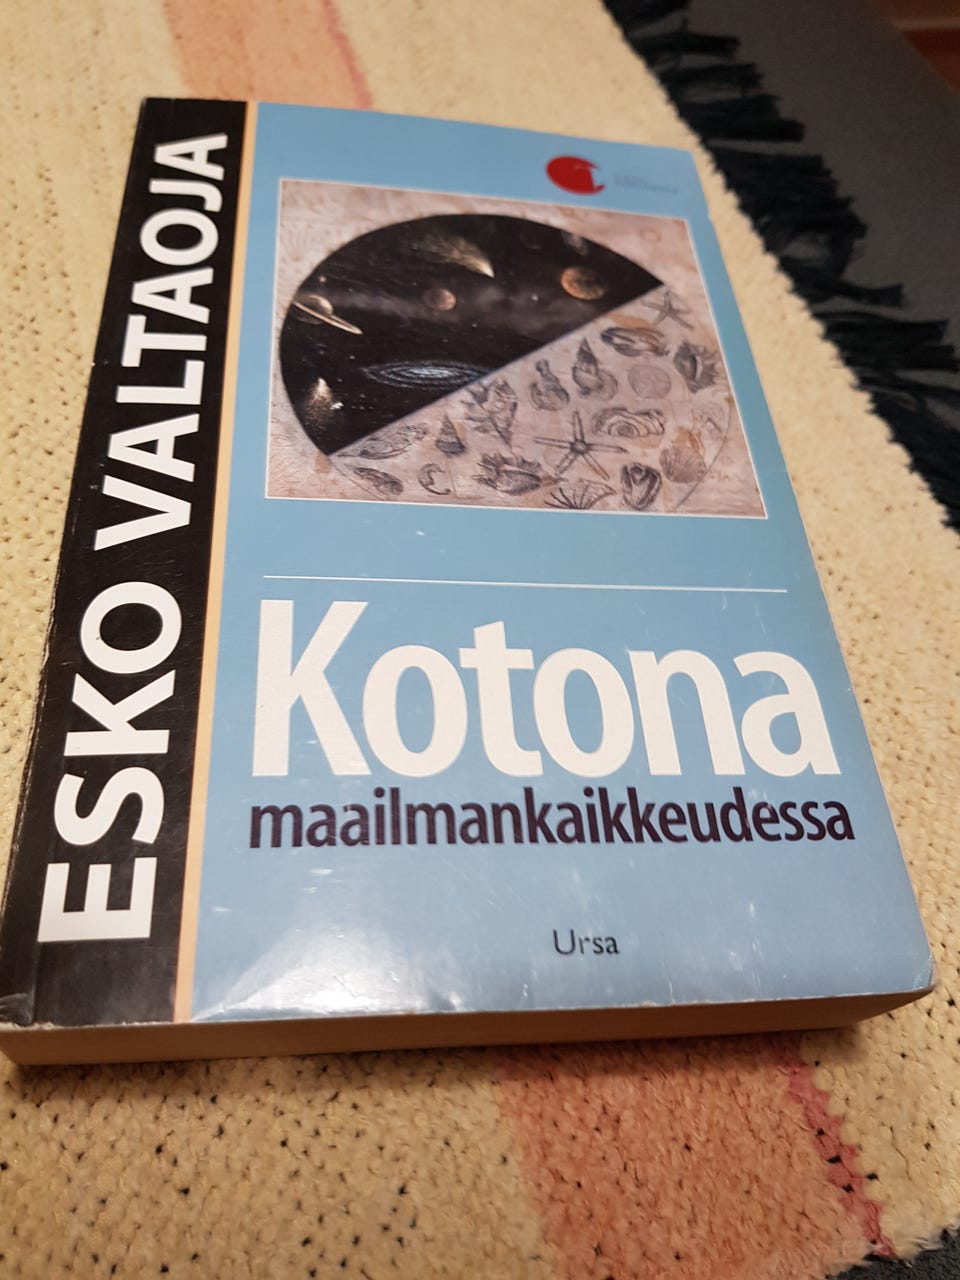 ESKO VALTAOJA
Kotona
maailmankaikkeudessa
Ursa